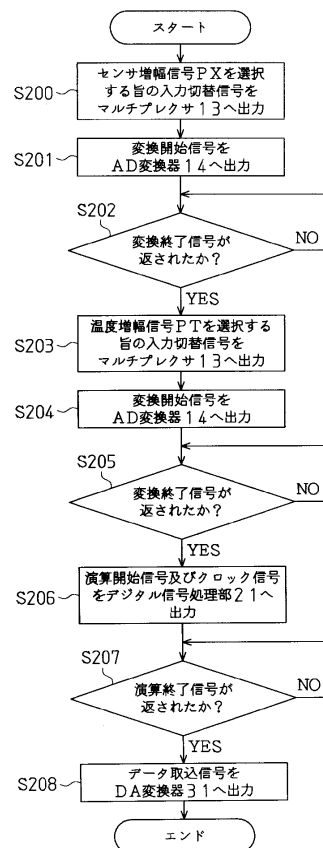 スタート
S200
センサ増幅信号PXを選択
する旨の入力切替信号を
マルチプレクサ13へ出力
S201
変換開始信号を
AD変換器14へ出力
S202
変換終了信号が
返されたか?
NO
YES
S203
温度増幅信号PTを選択する
旨の入力切替信号を
マルチプレクサ13へ出力
S204
変換開始信号を
AD変換器14へ出力
S205
変換終了信号が
返されたか?
NO
YES
S206
演算開始信号及びクロック信号
をデジタル信号処理部21へ
出力
S207
演算終了信号が
返されたか?
NO
YES
S208
データ取込信号を
DA変換器31へ出力
エンド